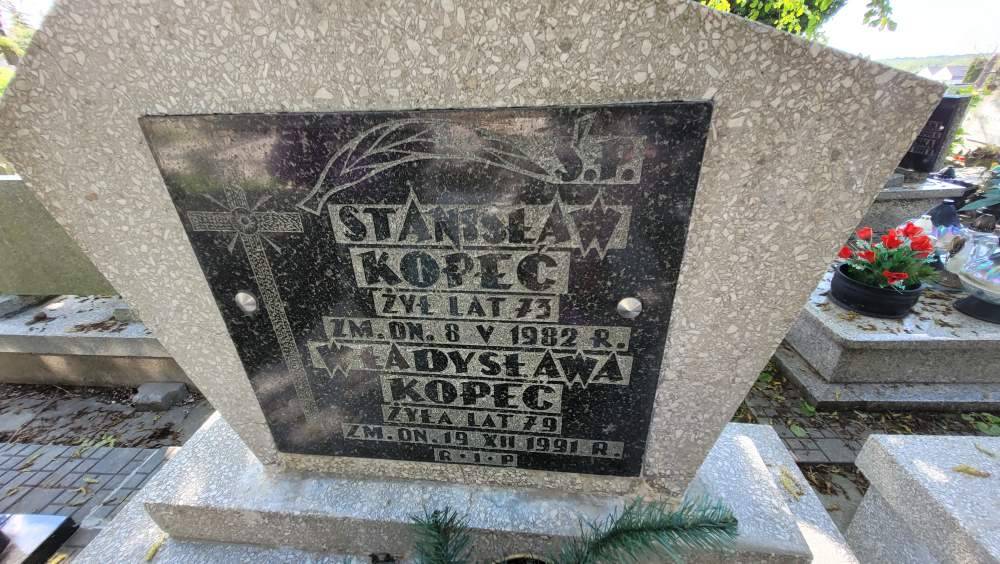 Ś.P.
STANISŁAW
KOPEĆ
ŻYŁ LAT 73
ZM. DN. 8 V 1982 R.
WŁADYSŁAWA
KOPEĆ
ŻYŁA LAT 79
ZM. DN. 19 XII 1991 R.
R·I·P